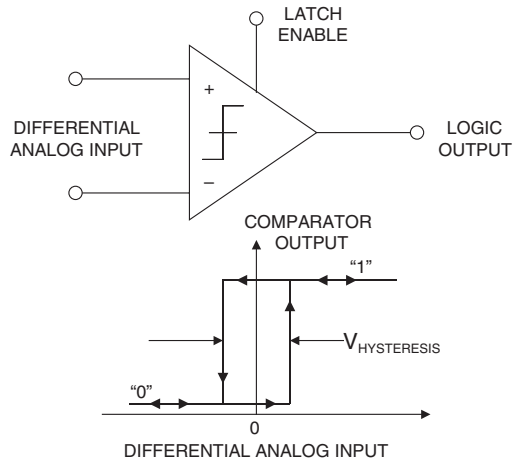 LATCH
ENABLE
+
DIFFERENTIAL
ANALOG INPUT
LOGIC
OUTPUT
–
COMPARATOR
OUTPUT
“1”
VHYSTERESIS
“0”
0
DIFFERENTIAL ANALOG INPUT